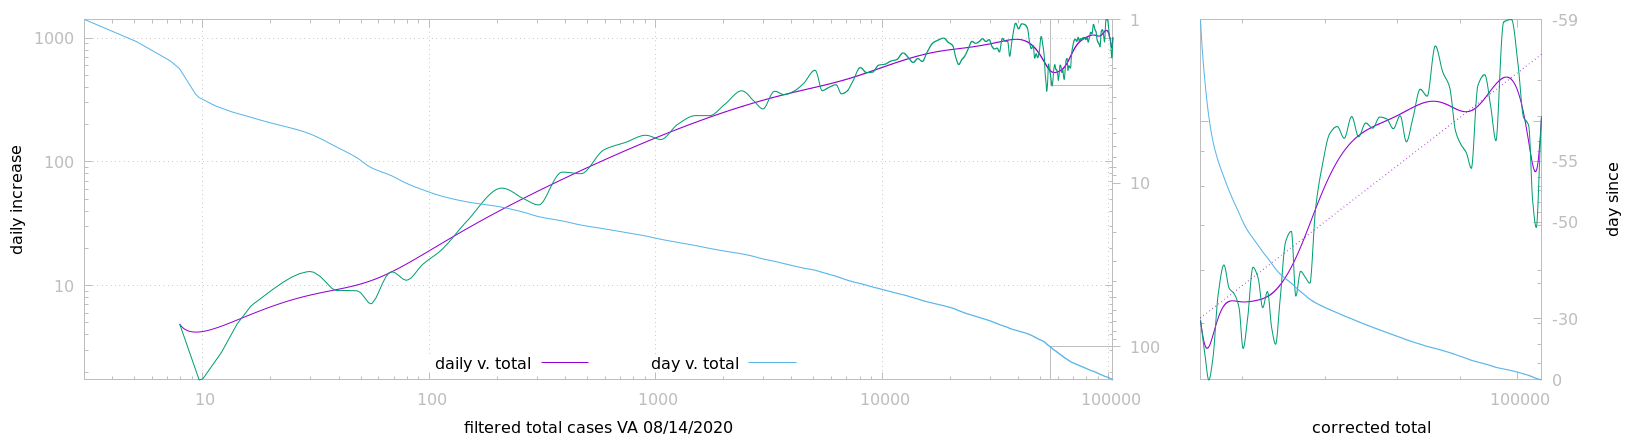 1000
100
10
daily increase
daily v. total
day v. total
10
100
1000
10000
100000
filtered total cases VA 08/14/2020
1
10
100
-59
-55
-50
-30
0
day since
100000
corrected total